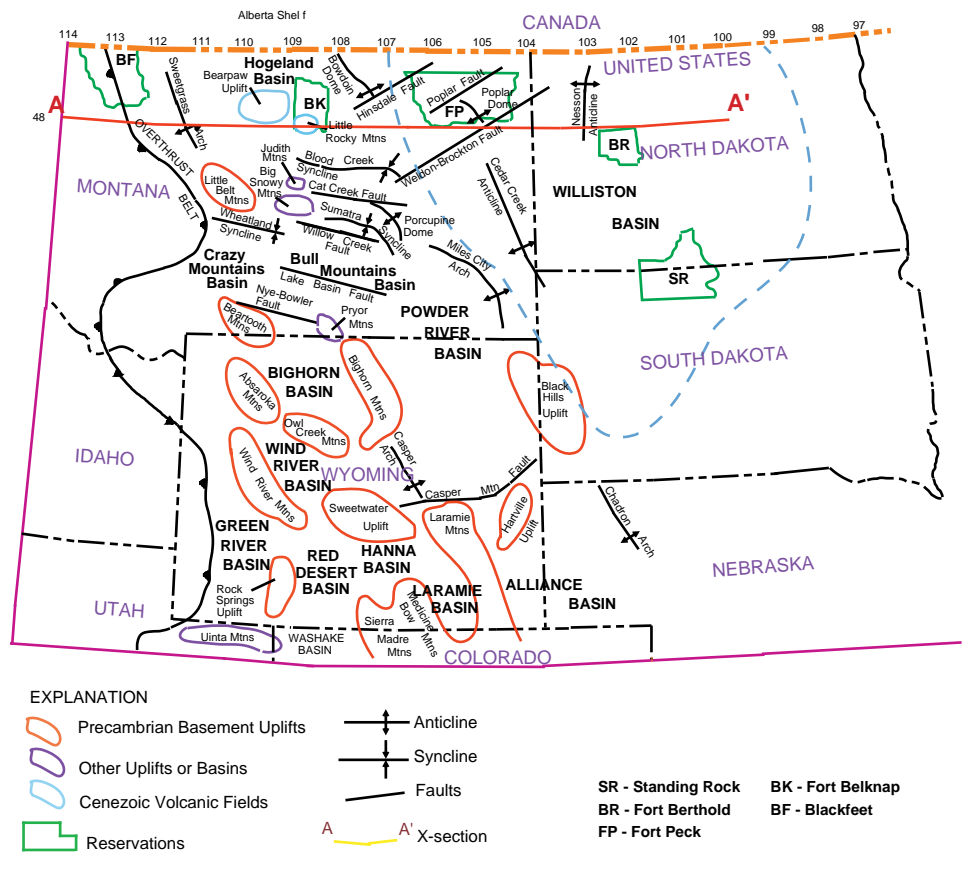 Alberta Shel f
CANADA
114
113
112
111
110
109
108
107
106
105
104
103
102
101
100
99
98
97
UNITED STATES
BF
Hogeland
Basin
Bearpaw
Uplift
Sweetgrass
Arch
Bowdon
Dome
Hinsdale Fault
Poplar Fault
Poplar
Dome
FP
BK
Nesson
Anticline
A
A'
48
Little
Rocky Mtns
Weldon-Brockton Fault
BR
NORTH DAKOTA
OVERTHRUST
BELT
Judith
Mtns
Blood
Creek
Syncline
Big
Snowy
Mtns
Cat Creek Fault
MONTANA
Little
Belt
Mtns
Cedar Creek
Anticline
WILLISTON
BASIN
Wheatland
Syncline
Sumatra
Syncline
Willow
Creek
Fault
Porcupine
Dome
Miles City
Arch
SR
Crazy
Mountains
Basin
Bull
Mountains
Basin
Lake
Basin
Fault
Nye-Bowler
Fault
Pryor
Mtns
Beartooth
Mtns
POWDER
RIVER
BASIN
SOUTH DAKOTA
Absaroka
Mtns
BIGHORN
BASIN
Bighorn
Mtns
Black
Hills
Uplift
Owl
Creek
Mtns
IDAHO
WIND
RIVER
BASIN
Wind
River
Mtns
WYOMING
Casper
Arch
Casper
Mtn
Fault
Sweetwater
Uplift
Laramie
Mtns
Hartville
Uplift
Chadron
Arch
GREEN
RIVER
BASIN
RED
DESERT
BASIN
HANNA
BASIN
NEBRASKA
Rock
Springs
Uplift
LARAMIE
BASIN
ALLIANCE
BASIN
UTAH
Medicine
Bow
Mtns
Sierra
Madre
Mtns
Uinta Mtns
WASHAKE
BASIN
COLORADO
EXPLANATION
Precambrian Basement Uplifts
Other Uplifts or Basins
Cenezoic Volcanic Fields
Reservations
Anticline
Syncline
Faults
A
A'
X-section
SR - Standing Rock
BR - Fort Berthold
FP - Fort Peck
BK - Fort Belknap
BF - Blackfeet